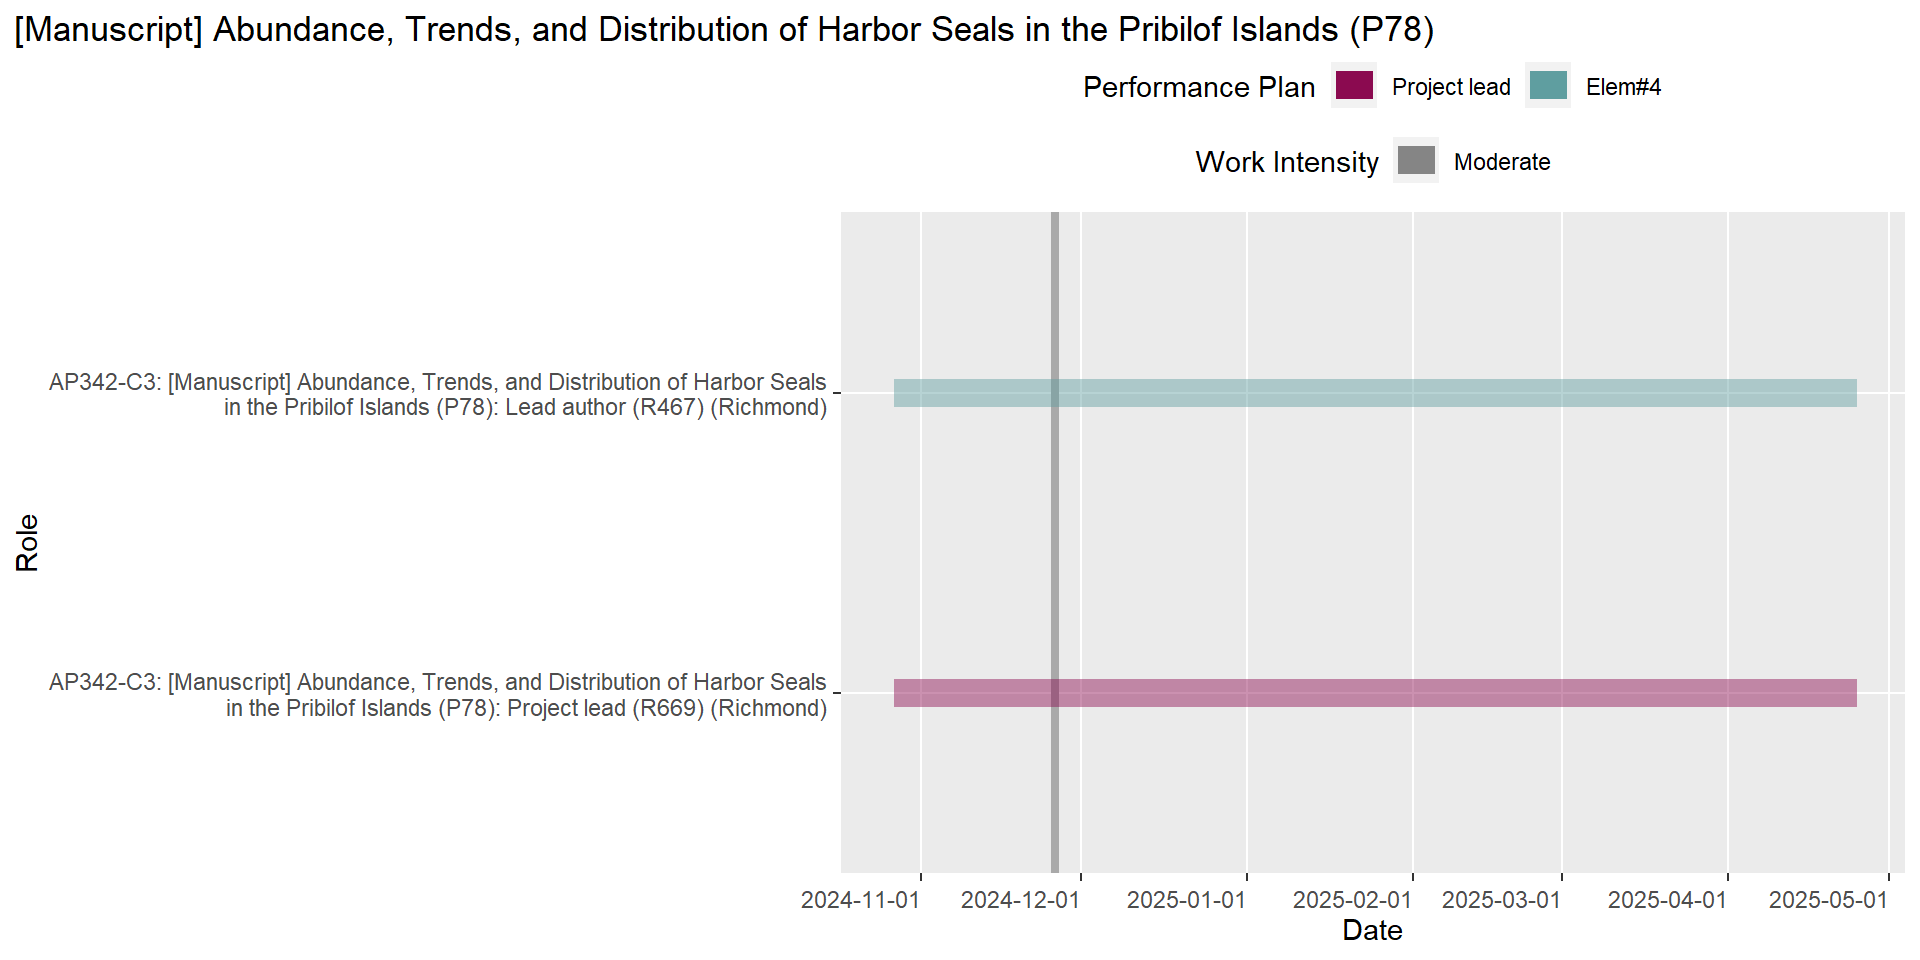 [Manuscript] Abundance, Trends, and Distribution of Harbor Seals in the Pribilof Islands (P78)
Performance Plan Project lead Elem#4
Work Intensity Moderate
AP342-C3: [Manuscript] Abundance, Trends, and Distribution of Harbor Seals
in the Pribilof Islands (P78): Lead author (R467) (Richmond)
Role
AP342-C3: [Manuscript] Abundance, Trends, and Distribution of Harbor Seals
in the Pribilof Islands (P78): Project lead (R669) (Richmond)
2024-11-01 2024-12-01 2025-01-01 2025-02-01 2025-03-01 2025-04-01 2025-05-01
Date